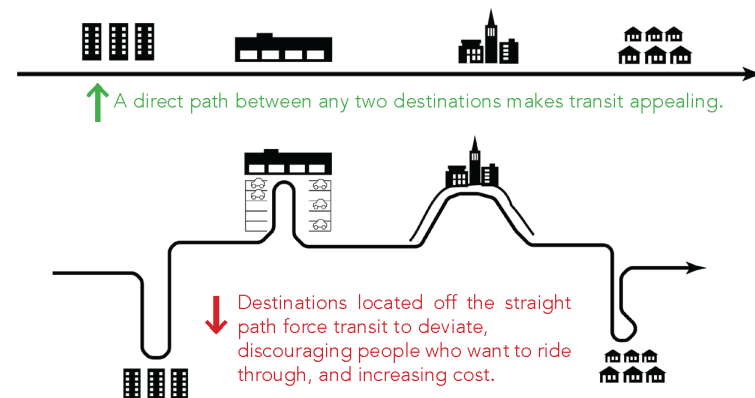 A direct path between any two destinations makes transit appealing.
Destinations located off the straight
path force transit to deviate,
discouraging people who want to ride
through, and increasing cost.